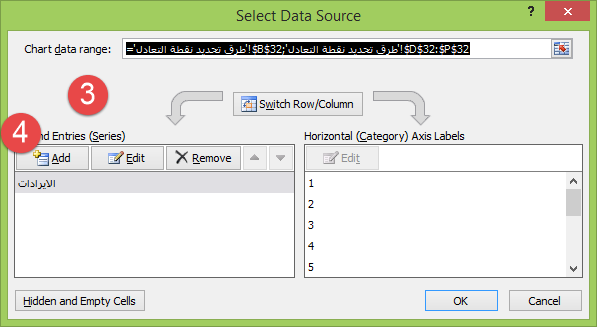 Select Data Source
?
Chart data range: ='طرق تحديد نقطة التعادل'!$B$32;'طرق تحديد نقطة التعادل'!$D$32:$P$32
3
Switch Row/Column
4
nd Entries (Series)
Horizontal (Category) Axis Labels
Add Edit Remove
Edit
الايرادات
1
2
3
4
5
Hidden and Empty Cells
OK Cancel